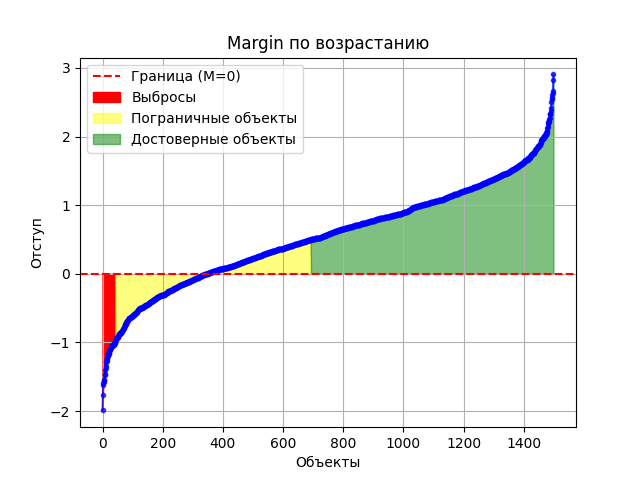 Margin по возрастанию
Граница (M=0)
Выбросы
Пограничные объекты
Достоверные объекты
3
2
1
0
−1
−2
Отступ
0 200 400 600 800 1000 1200 1400
Объекты